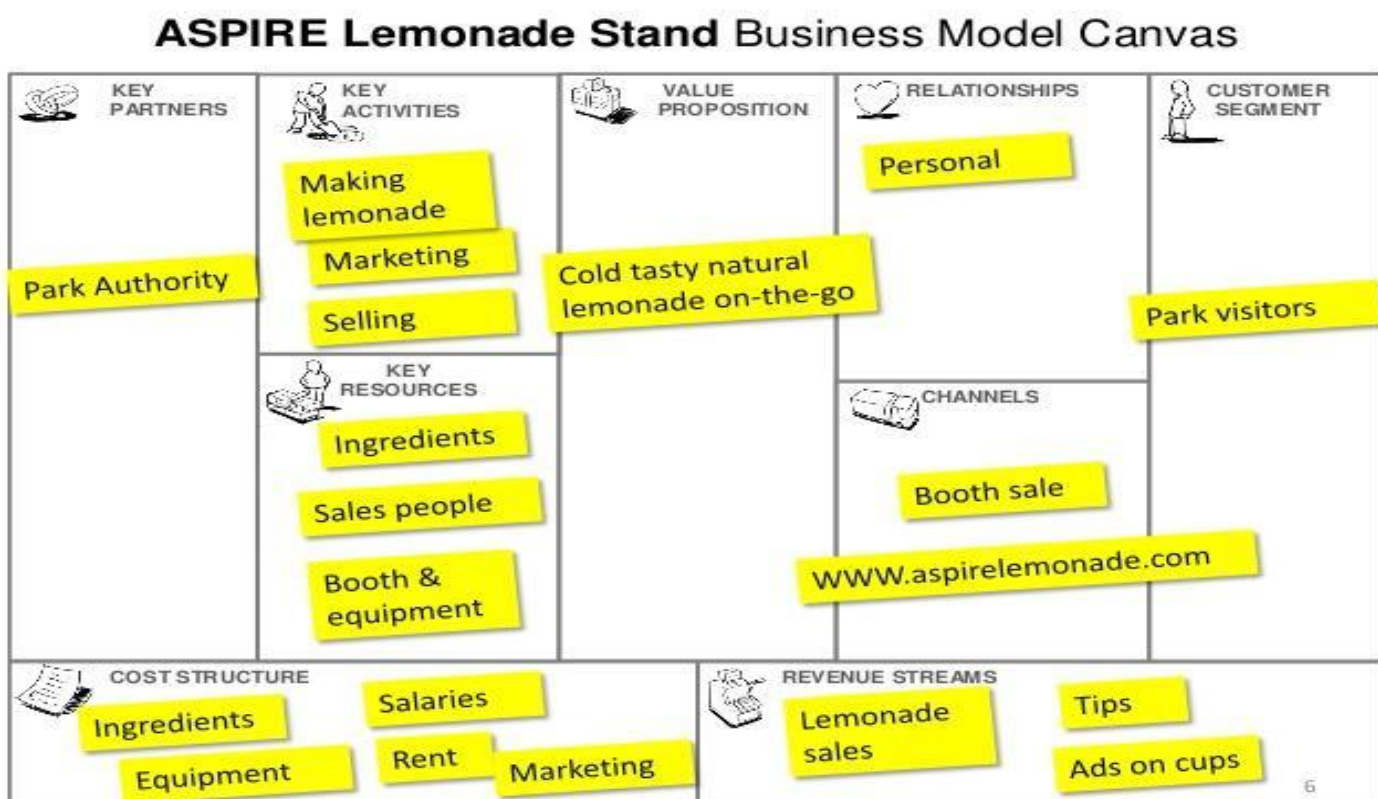 ASPIRE Lemonade Stand Business Model Canvas
KEY
PARTNERS
Park Authority
KEY
ACTIVITIES
Making
lemonade
Marketing
Selling
KEY
RESOURCES
Ingredients
Sales people
Booth &
equipment
VALUE
PROPOSITION
Cold tasty natural
lemonade on-the-go
RELATIONSHIPS
Personal
CHANNELS
Booth sale
WWW.aspirelemonade.com
CUSTOMER
SEGMENT
Park visitors
COST STRUCTURE
Ingredients
Salaries
Equipment
Rent
Marketing
REVENUE STREAMS
Lemonade
sales
Tips
Ads on cups
6